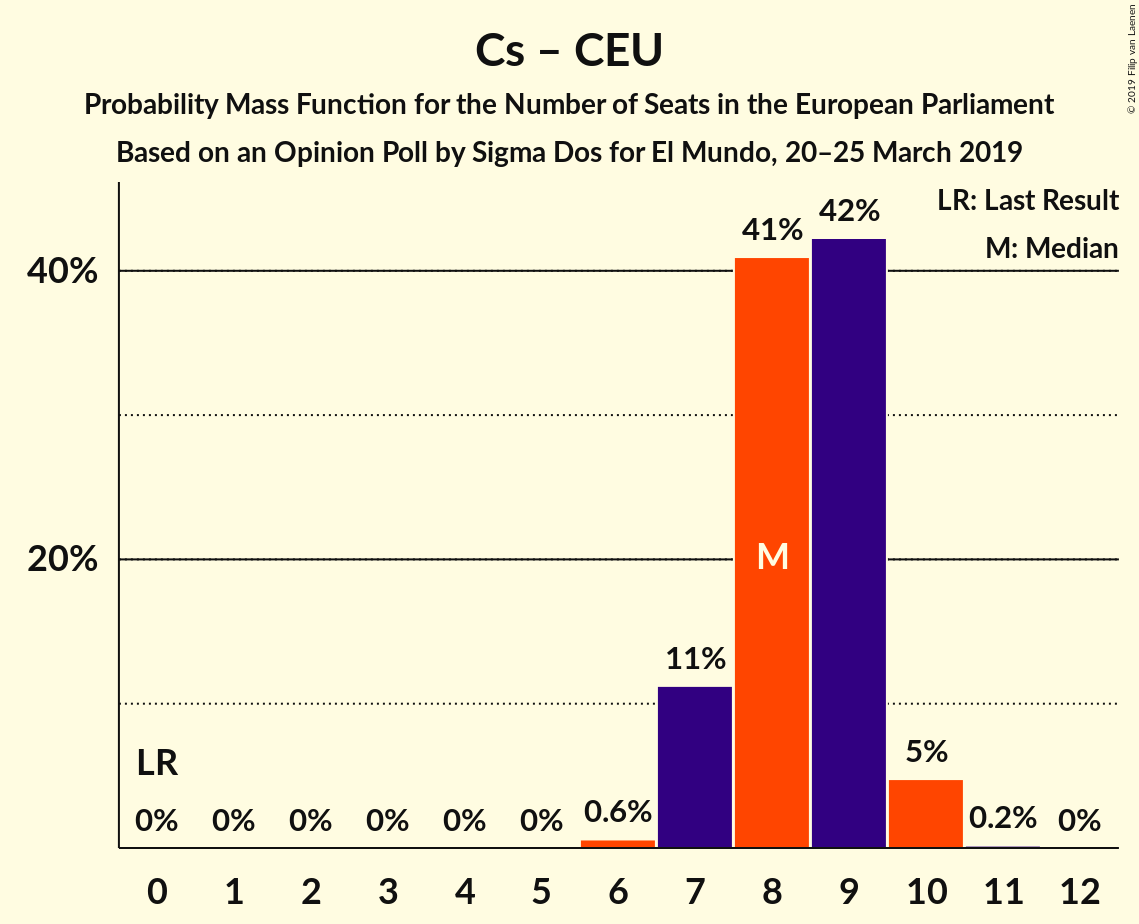 Cs – CEU
Probability Mass Function for the Number of Seats in the European Parliament
Based on an Opinion Poll by Sigma Dos for El Mundo, 20–25 March 2019
© 2019 Filip van Laenen
LR: Last Result
M: Median
40%
20%
LR
0%
0%
0%
0%
0%
0%
0.6%
11%
41%
M
42%
5%
0.2%
0%
0 1 2 3 4 5 6 7 8 9 10 11 12